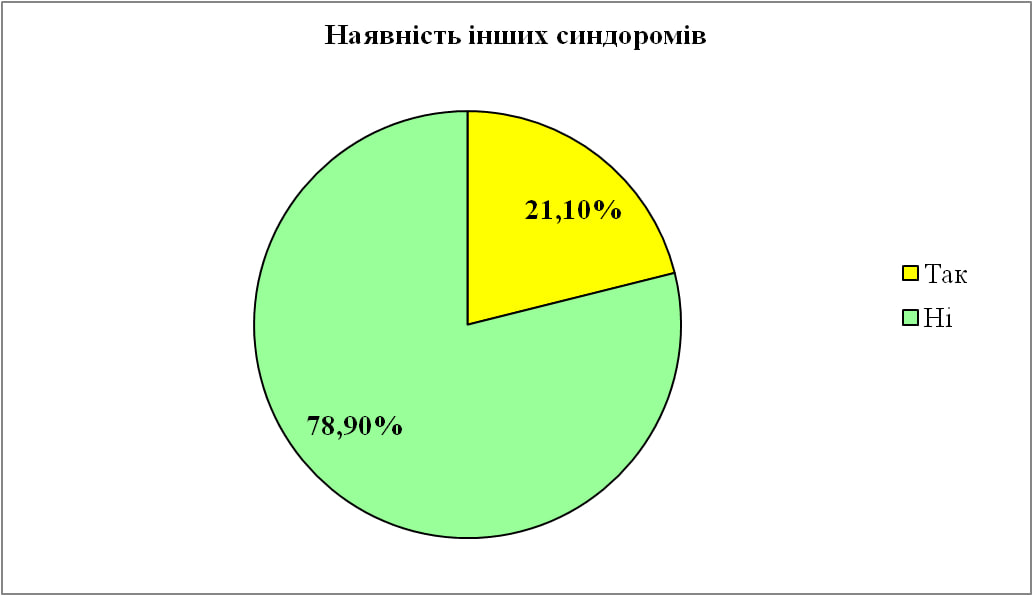 Наявність інших синдоромів
21,10%
78,90%
Так
Ні